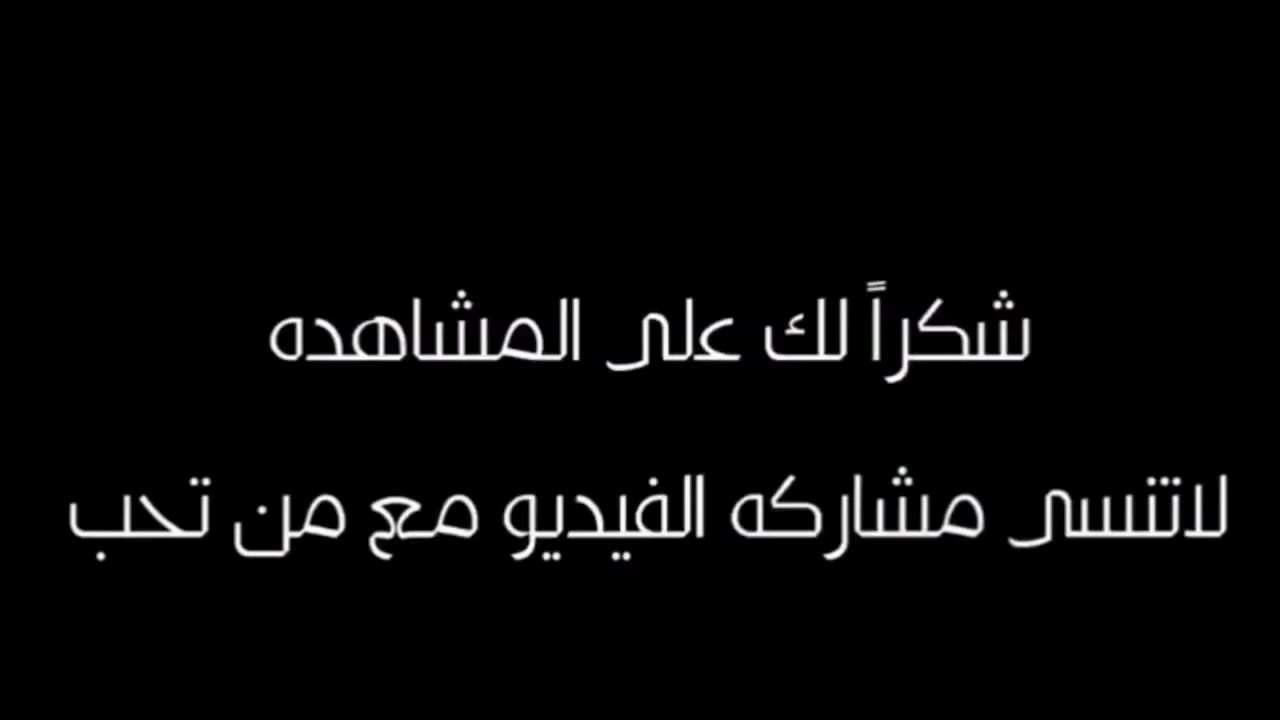 شكراً لك على المشاهده
لاتنسى مشاركه الفيديو مع من تحب